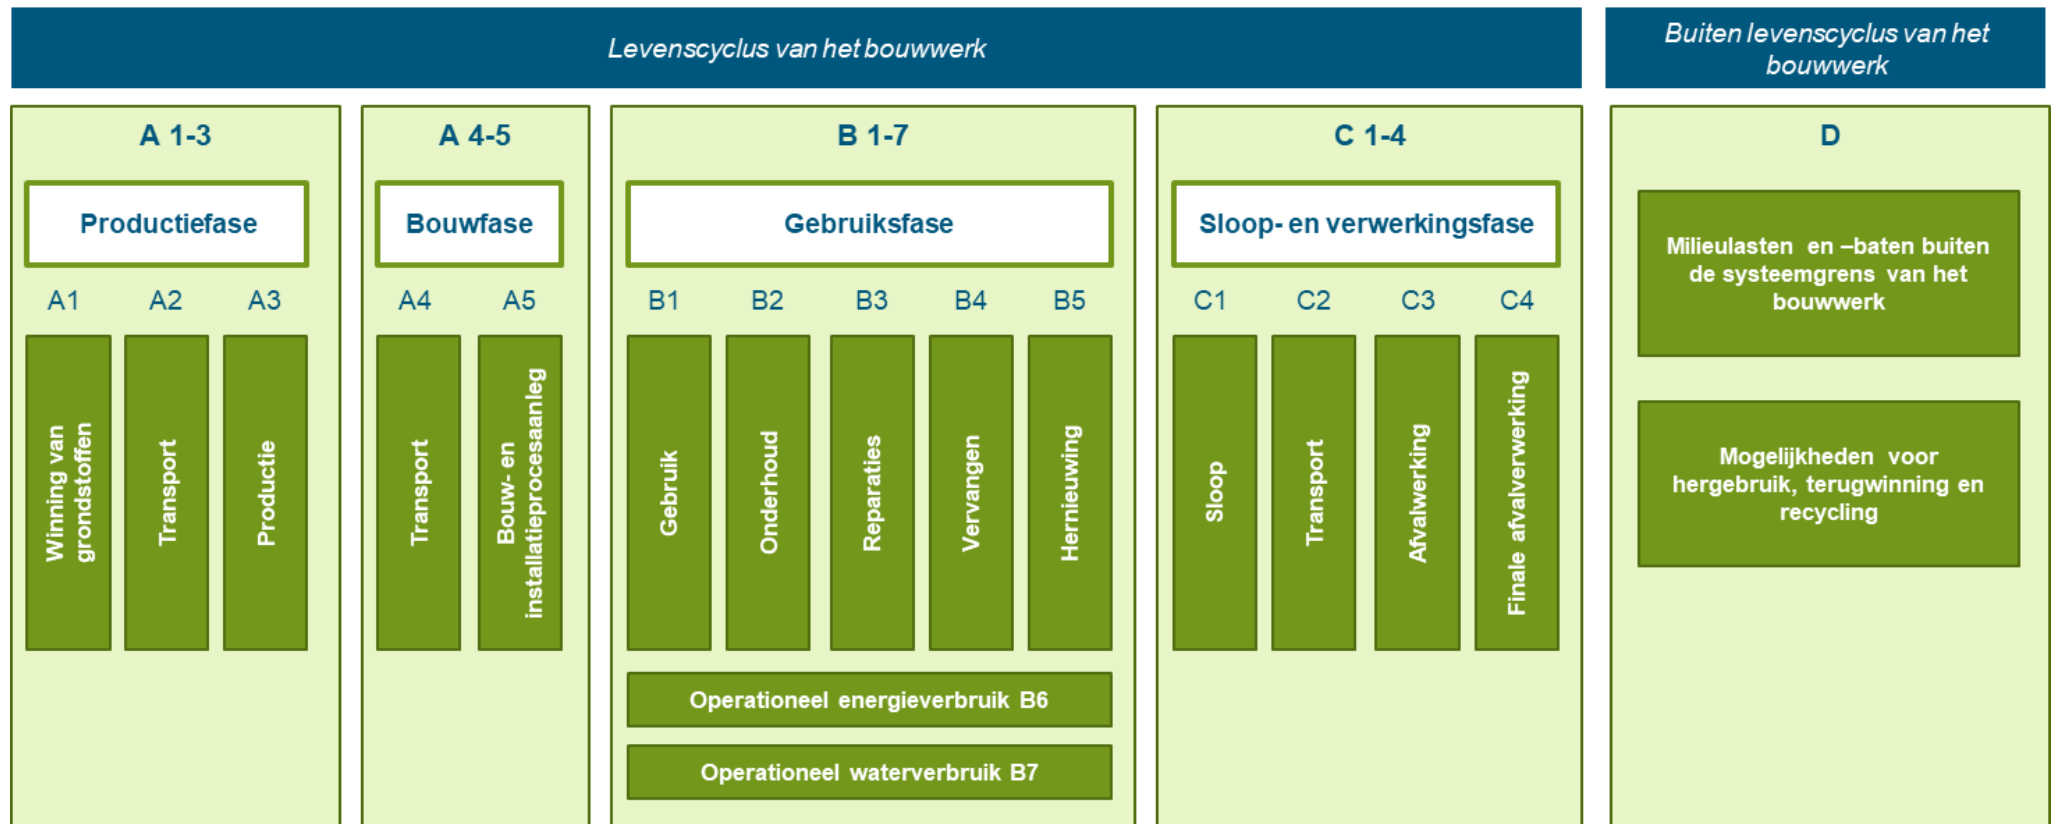 Levenscyclus van het bouwwerk
Buiten levenscyclus van het
bouwwerk
A 1-3
Productiefase
A1
A2
A3
Winning van
grondstoffen
Transport
Productie
A 4-5
Bouwfase
A4
A5
Transport
Bouw- en
installatieprocesaanleg
B 1-7
Gebruiksfase
B1
B2
B3
B4
B5
Gebruik
Onderhoud
Reparaties
Vervangen
Hernieuwing
Operationeel energieverbruik B6
Operationeel waterverbruik B7
C 1-4
Sloop- en verwerkingsfase
C1
C2
C3
C4
Sloop
Transport
Afvalwerking
Finale afvalverwerking
D
Milieulasten en –baten buiten
de systeemgrens van het
bouwwerk
Mogelijkheden voor
hergebruik, terugwinning en
recycling